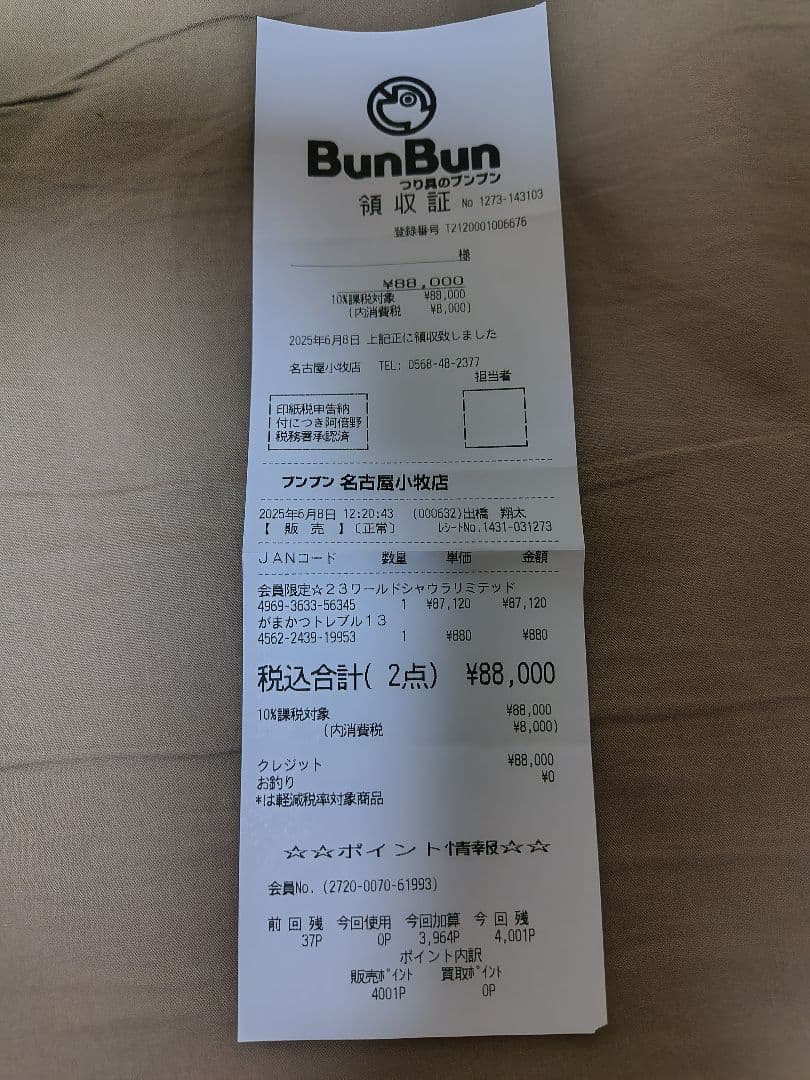 BunBun
つり具のブンブン
領収証 No 1273-143103
登録番号 T2120001006676
様
¥88,000
10%課税対象 ¥88,000
(内消費税 ¥8,000)
2025年6月8日 上記正に領収致しました
名古屋小牧店 TEL: 0568-48-2377
担当者
印紙税申告納
付につき阿倍野
税務署承認済
ブンブン 名古屋小牧店
2025年6月8日 12:20:43 (000632)出橋 翔太
【 販 売 】〔正常〕 ﾚｼｰﾄNo.1431-031273
JANコード 数量 単価 金額
会員限定☆23ワールドシャウラリミテッド
4969-3633-56345 1 ¥87,120 ¥87,120
がまかつトレブル13
4562-2439-19953 1 ¥880 ¥880
税込合計( 2点) ¥88,000
10%課税対象 ¥88,000
(内消費税 ¥8,000)
クレジット ¥88,000
お釣り ¥0
*は軽減税率対象商品
☆☆ポイント情報☆☆
会員No. (2720-0070-61993)
前回残 今回使用 今回加算 今回残
37P 0P 3,964P 4,001P
ポイント内訳
販売ﾎﾟｲﾝﾄ 買取ﾎﾟｲﾝﾄ
4001P 0P